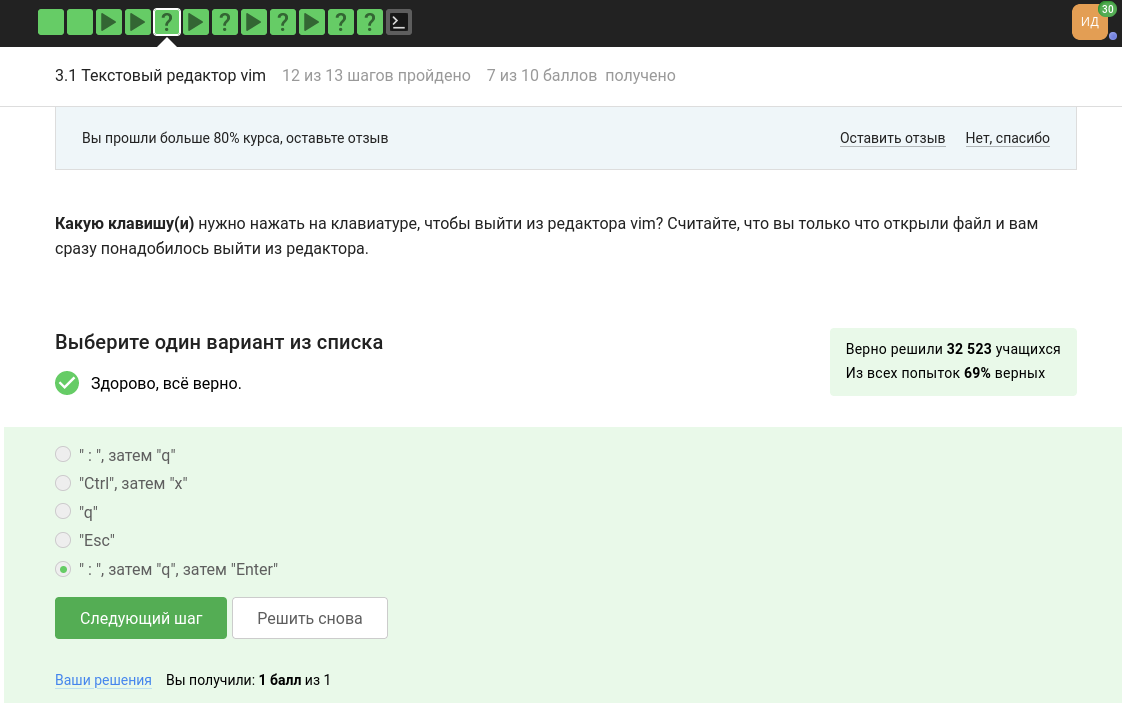 ? ? ? ? ?
ИД 30
3.1 Текстовый редактор vim 12 из 13 шагов пройдено 7 из 10 баллов получено
Вы прошли больше 80% курса, оставьте отзыв Оставить отзыв Нет, спасибо
Какую клавишу(и) нужно нажать на клавиатуре, чтобы выйти из редактора vim? Считайте, что вы только что открыли файл и вам
сразу понадобилось выйти из редактора.
Выберите один вариант из списка
Здорово, всё верно.
Верно решили 32 523 учащихся
Из всех попыток 69% верных
" : ", затем "q"
"Ctrl", затем "x"
"q"
"Esc"
" : ", затем "q", затем "Enter"
Следующий шаг Решить снова
Ваши решения Вы получили: 1 балл из 1